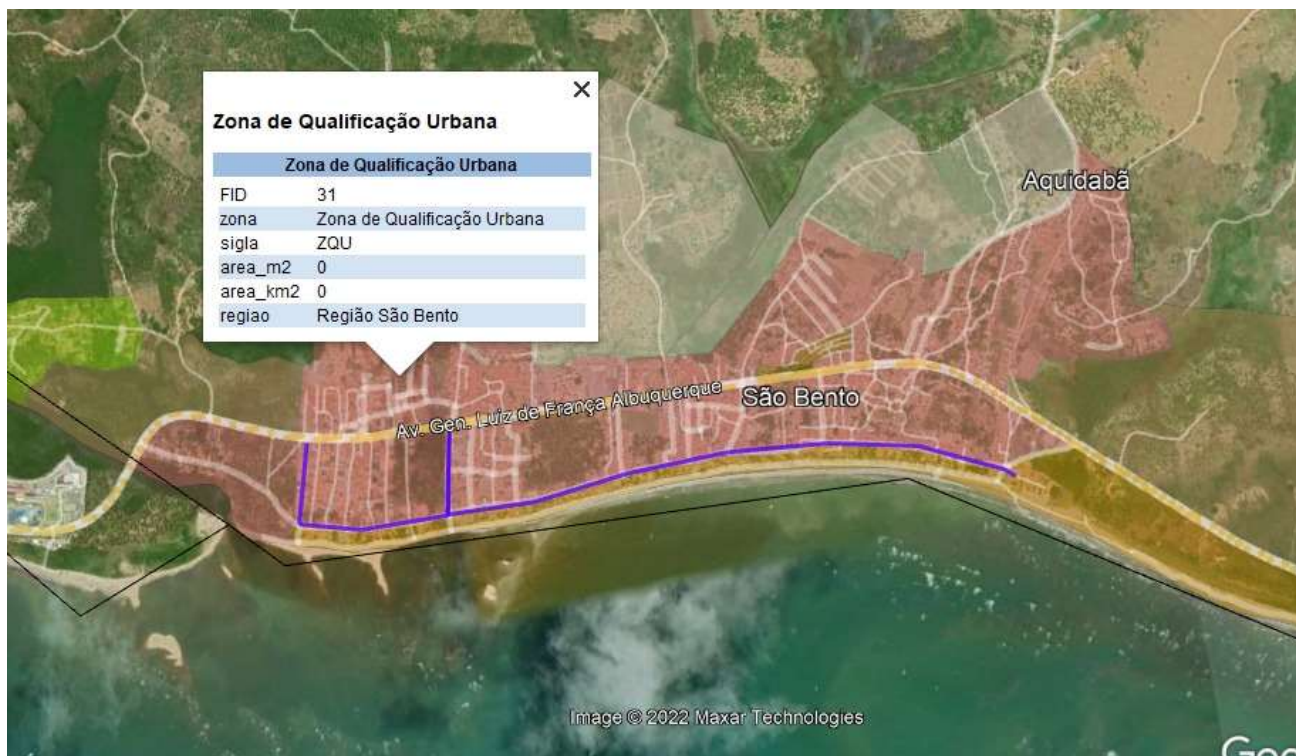 Zona de Qualificação Urbana
Zona de Qualificação Urbana
FID 31
zona Zona de Qualificação Urbana
sigla ZQU
area_m2 0
area_km2 0
regiao Região São Bento
Aquidabã
Av. Gen. Luíz de França Albuquerque
São Bento
Image © 2022 Maxar Technologies